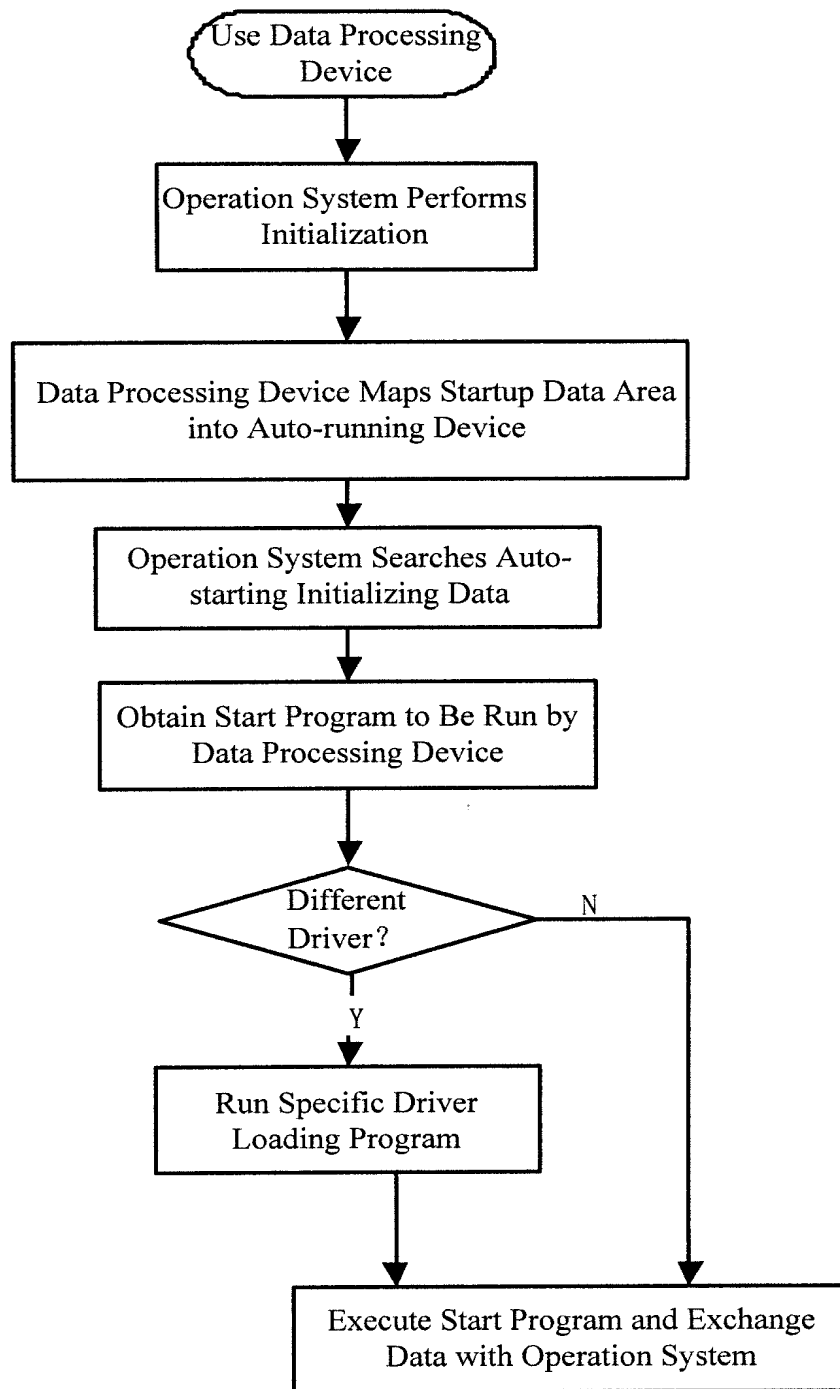 Use Data Processing
Device
Operation System Performs
Initialization
Data Processing Device Maps Startup Data Area
into Auto-running Device
Operation System Searches Auto-
starting Initializing Data
Obtain Start Program to Be Run by
Data Processing Device
Different
Driver?
N
Y
Run Specific Driver
Loading Program
Execute Start Program and Exchange
Data with Operation System